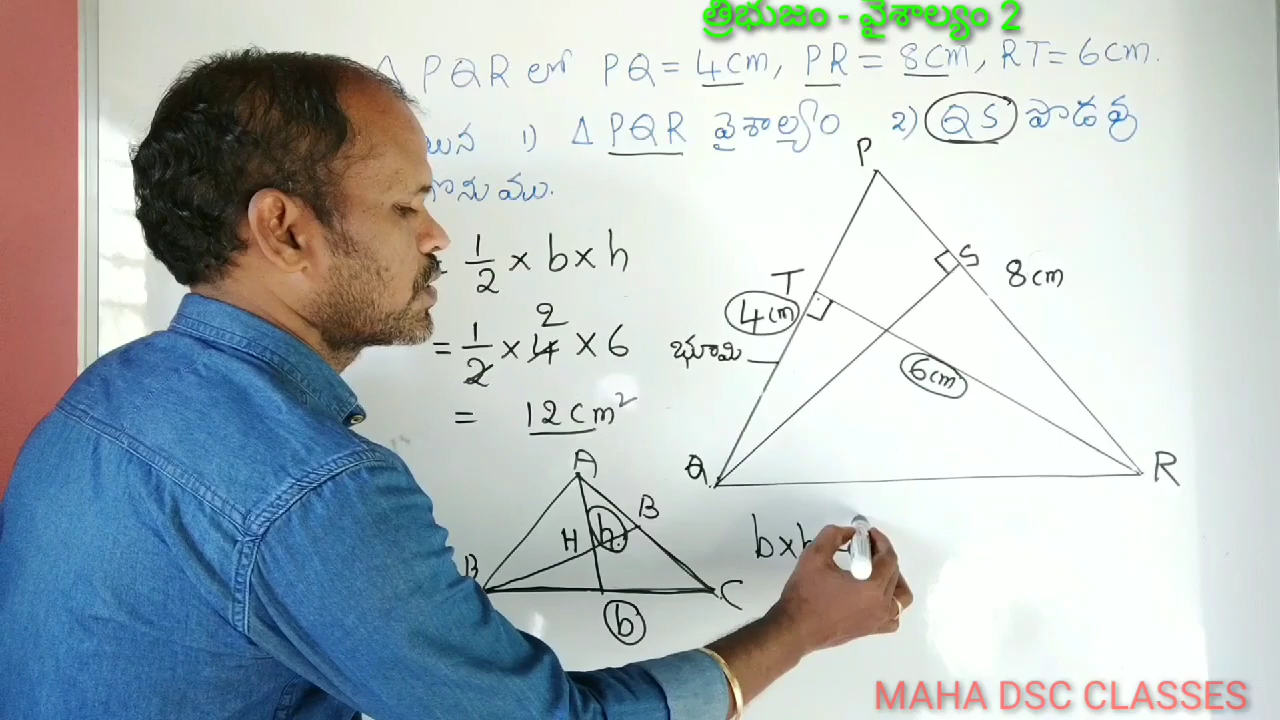 త్రిభుజం - వైశాల్యం 2
Δ PQR లో PQ = 4cm, PR = 8cm, RT = 6cm.
1) Δ PQR వైశాల్యం 2) QS పొడవు
P
= 1/2 × b × h
S
8cm
T
4cm
2
= 1/2 × 4 × 6
భూమి
6cm
= 12cm²
Q
R
A
B
H
h
b×h =
B
C
b
MAHA DSC CLASSES